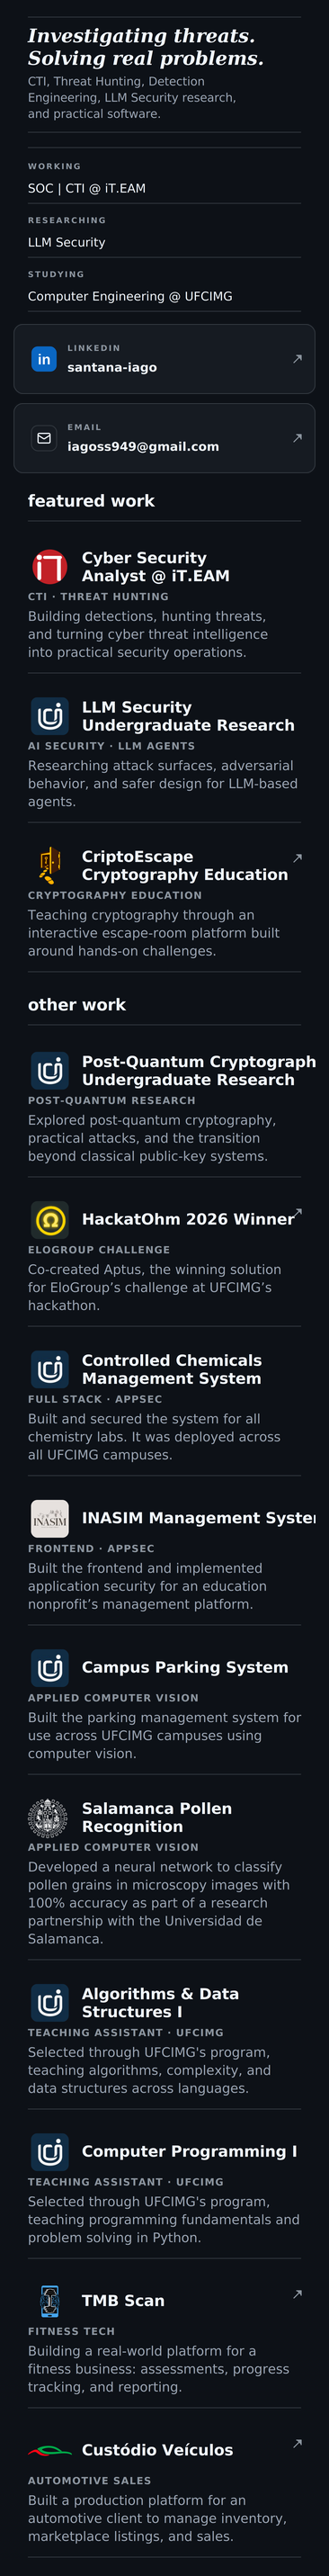 Investigating threats.
Solving real problems.
CTI, Threat Hunting, Detection
Engineering, LLM Security research,
and practical software.
WORKING
SOC | CTI @ iT.EAM
RESEARCHING
LLM Security
STUDYING
Computer Engineering @ UFCIMG
in
LINKEDIN
santana-iago
↗
EMAIL
iagoss949@gmail.com
↗
featured work
iT
Cyber Security
Analyst @ iT.EAM
CTI · THREAT HUNTING
Building detections, hunting threats,
and turning cyber threat intelligence
into practical security operations.
LLM Security
Undergraduate Research
AI SECURITY · LLM AGENTS
Researching attack surfaces, adversarial
behavior, and safer design for LLM-based
agents.
CriptoEscape
Cryptography Education
↗
CRYPTOGRAPHY EDUCATION
Teaching cryptography through an
interactive escape-room platform built
around hands-on challenges.
other work
Post-Quantum Cryptograph
Undergraduate Research
POST-QUANTUM RESEARCH
Explored post-quantum cryptography,
practical attacks, and the transition
beyond classical public-key systems.
Ω
HackatOhm 2026 Winner
↗
ELOGROUP CHALLENGE
Co-created Aptus, the winning solution
for EloGroup’s challenge at UFCIMG’s
hackathon.
Controlled Chemicals
Management System
FULL STACK · APPSEC
Built and secured the system for all
chemistry labs. It was deployed across
all UFCIMG campuses.
INASIM
INASIM Management System
FRONTEND · APPSEC
Built the frontend and implemented
application security for an education
nonprofit’s management platform.
Campus Parking System
APPLIED COMPUTER VISION
Built the parking management system for
use across UFCIMG campuses using
computer vision.
Salamanca Pollen
Recognition
APPLIED COMPUTER VISION
Developed a neural network to classify
pollen grains in microscopy images with
100% accuracy as part of a research
partnership with the Universidad de
Salamanca.
Algorithms & Data
Structures I
TEACHING ASSISTANT · UFCIMG
Selected through UFCIMG's program,
teaching algorithms, complexity, and
data structures across languages.
Computer Programming I
TEACHING ASSISTANT · UFCIMG
Selected through UFCIMG's program,
teaching programming fundamentals and
problem solving in Python.
TMB Scan
↗
FITNESS TECH
Building a real-world platform for a
fitness business: assessments, progress
tracking, and reporting.
Custódio Veículos
↗
AUTOMOTIVE SALES
Built a production platform for an
automotive client to manage inventory,
marketplace listings, and sales.